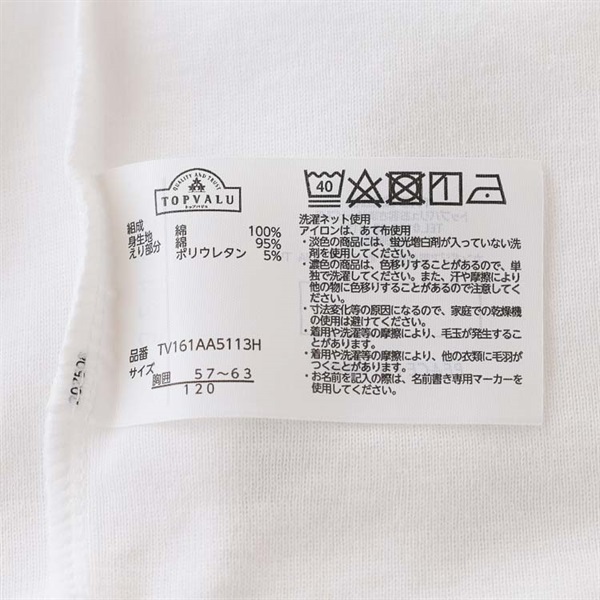 QUALITY AND TRUST
TOPVALU
トップバリュ
組成
身生地 綿 100%
えり部分 綿 95%
ポリウレタン 5%
品番 TV161AA5113H
サイズ 胸囲 57～63
120
40
洗濯ネット使用
アイロンは、あて布使用
・淡色の商品には、蛍光増白剤が入っていない洗
剤を使用してください。
・濃色の商品は、色移りすることがあるので、単
独で洗濯してください。また、汗や摩擦により
他の物に色移りすることがあります。
・寸法変化等の原因になるので、家庭での乾燥機
の使用は避けてください。
・着用や洗濯等の摩擦により、毛玉が発生するこ
とがあります。
・着用や洗濯等の摩擦により、他の衣類に毛羽が
つくことがあります。
・お名前を記入の際は、名前書き専用マーカーを
使用してください。